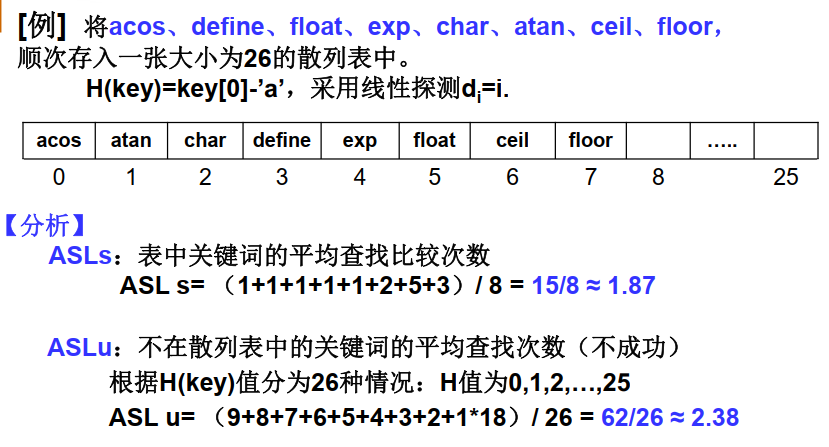 [例] 将acos、define、float、exp、char、atan、ceil、floor，
顺次存入一张大小为26的散列表中。
H(key)=key[0]-’a’，采用线性探测di=i.
acos atan char define exp float ceil floor …..
0 1 2 3 4 5 6 7 8 25
【分析】
ASLs：表中关键词的平均查找比较次数
ASL s= （1+1+1+1+1+2+5+3）/ 8 = 15/8 ≈ 1.87
ASLu：不在散列表中的关键词的平均查找次数（不成功）
根据H(key)值分为26种情况：H值为0,1,2,…,25
ASL u= （9+8+7+6+5+4+3+2+1*18）/ 26 = 62/26 ≈ 2.38